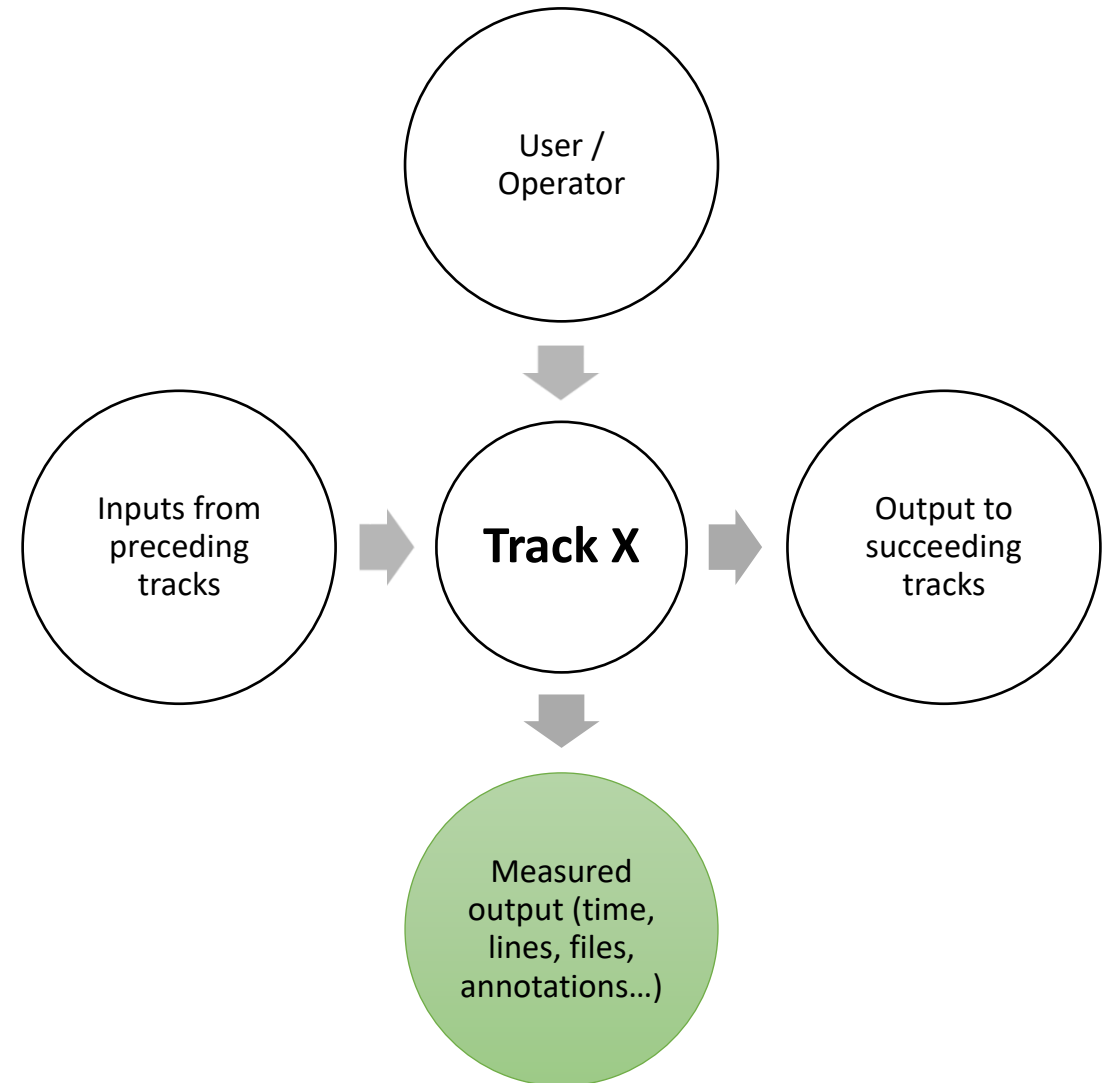 User /
Operator
Inputs from
preceding
tracks
Track X
Output to
succeeding
tracks
Measured
output (time,
lines, files,
annotations…)